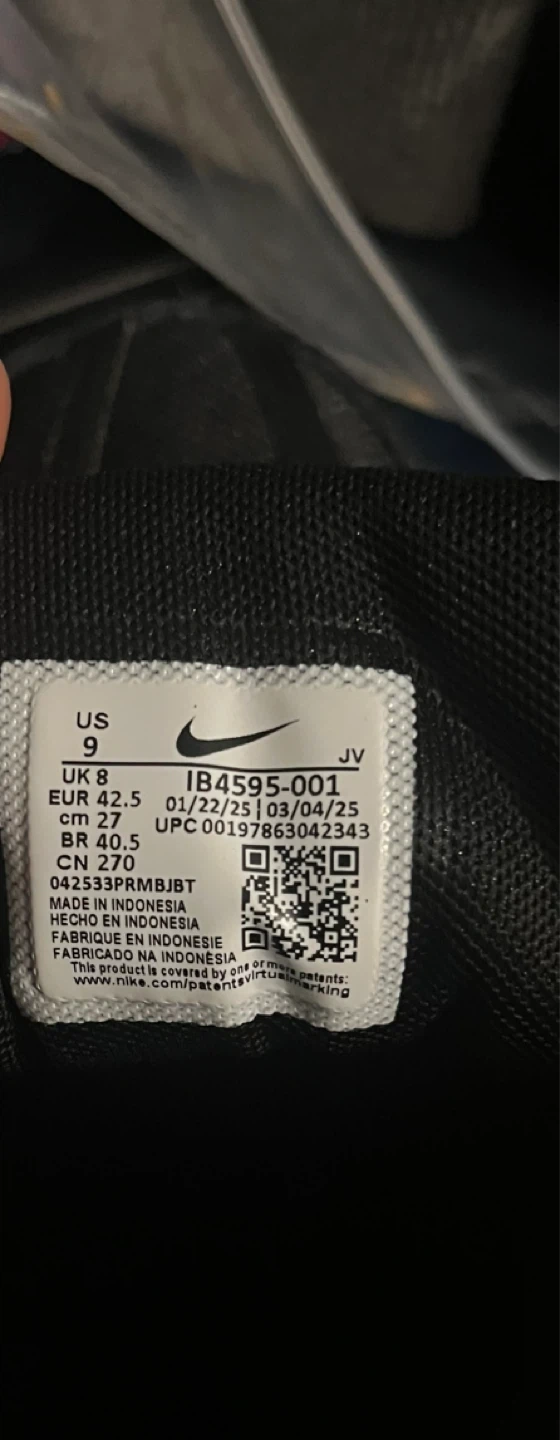 US
9
JV
UK 8
EUR 42.5
cm 27
BR 40.5
CN 270
IB4595-001
01/22/25 | 03/04/25
UPC 00197863042343
042533PRMBJBT
MADE IN INDONESIA
HECHO EN INDONESIA
FABRIQUE EN INDONESIE
FABRICADO NA INDONÈSIA
This product is covered by one or more patents:
www.nike.com/patentsvirtualmarking